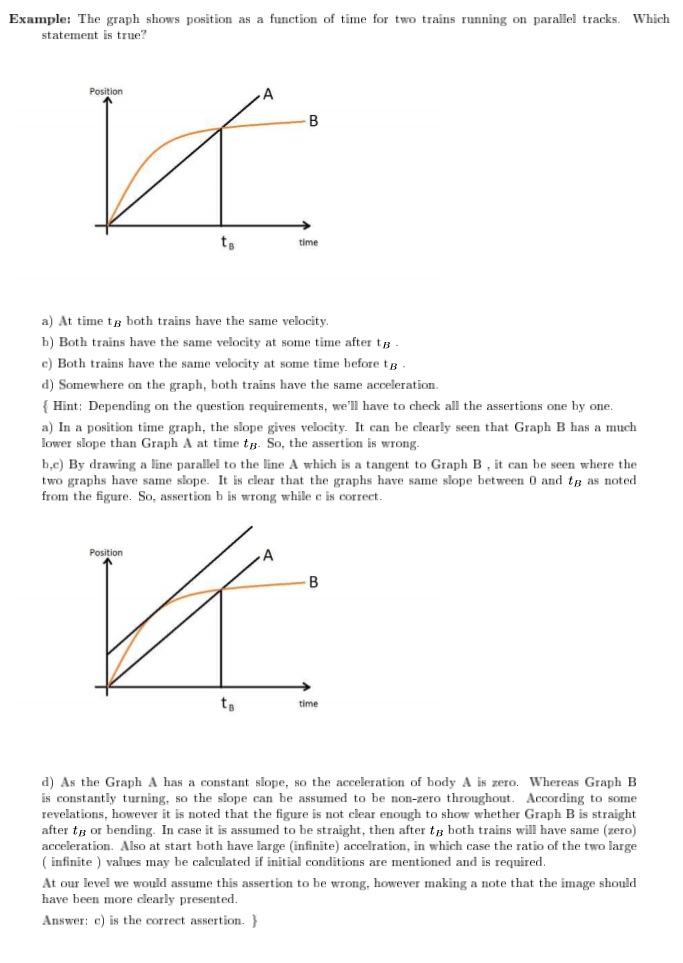 Example: The graph shows position as a function of time for two trains running on parallel tracks. Which
statement is true?
Position
A
B
t_B
time
a) At time t_B both trains have the same velocity.
b) Both trains have the same velocity at some time after t_B .
c) Both trains have the same velocity at some time before t_B .
d) Somewhere on the graph, both trains have the same acceleration.
{ Hint: Depending on the question requirements, we'll have to check all the assertions one by one.
a) In a position time graph, the slope gives velocity. It can be clearly seen that Graph B has a much
lower slope than Graph A at time t_B. So, the assertion is wrong.
b,c) By drawing a line parallel to the line A which is a tangent to Graph B , it can be seen where the
two graphs have same slope. It is clear that the graphs have same slope between 0 and t_B as noted
from the figure. So, assertion b is wrong while c is correct.
Position
A
B
t_B
time
d) As the Graph A has a constant slope, so the acceleration of body A is zero. Whereas Graph B
is constantly turning, so the slope can be assumed to be non-zero throughout. According to some
revelations, however it is noted that the figure is not clear enough to show whether Graph B is straight
after t_B or bending. In case it is assumed to be straight, then after t_B both trains will have same (zero)
acceleration. Also at start both have large (infinite) accelration, in which case the ratio of the two large
( infinite ) values may be calculated if initial conditions are mentioned and is required.
At our level we would assume this assertion to be wrong, however making a note that the image should
have been more clearly presented.
Answer: c) is the correct assertion. }